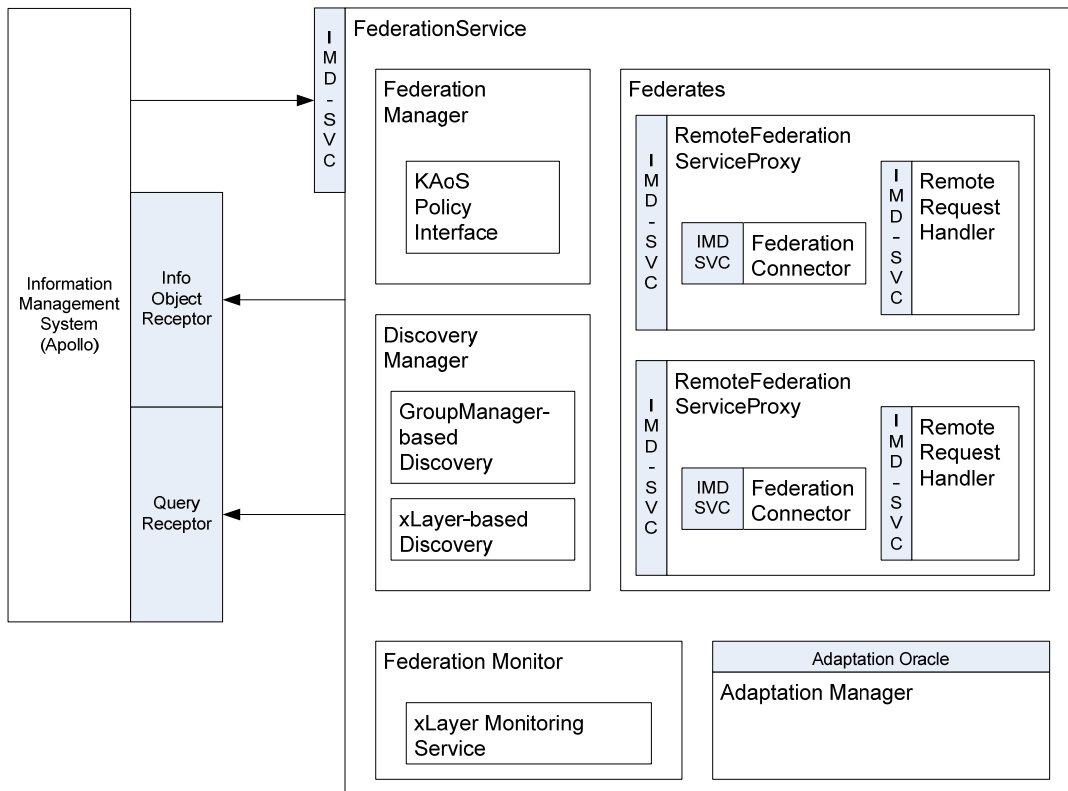 Information
Management
System
(Apollo)
Info
Object
Receptor
Query
Receptor
I
M
D
-
S
V
C
FederationService
Federation
Manager
KAoS
Policy
Interface
Discovery
Manager
GroupManager-
based
Discovery
xLayer-based
Discovery
Federates
I
M
D
-
S
V
C
RemoteFederation
ServiceProxy
IMD
SVC
Federation
Connector
I
M
D
-
S
V
C
Remote
Request
Handler
I
M
D
-
S
V
C
RemoteFederation
ServiceProxy
IMD
SVC
Federation
Connector
I
M
D
-
S
V
C
Remote
Request
Handler
Federation Monitor
xLayer Monitoring
Service
Adaptation Oracle
Adaptation Manager